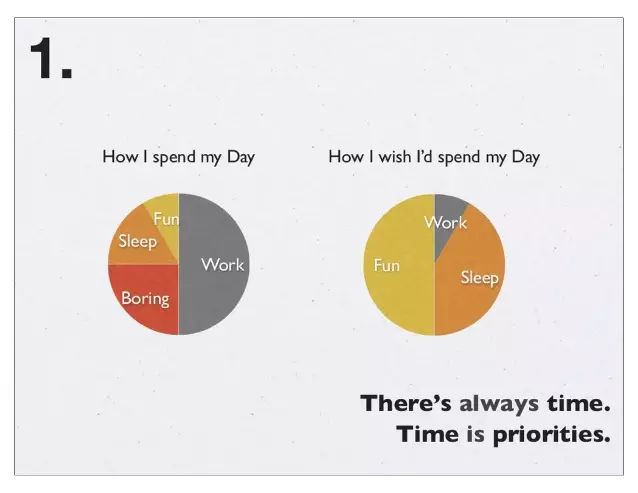 1.
How I spend my Day
How I wish I'd spend my Day
Fun
Sleep
Work
Boring
Work
Fun
Sleep
There's always time.
Time is priorities.